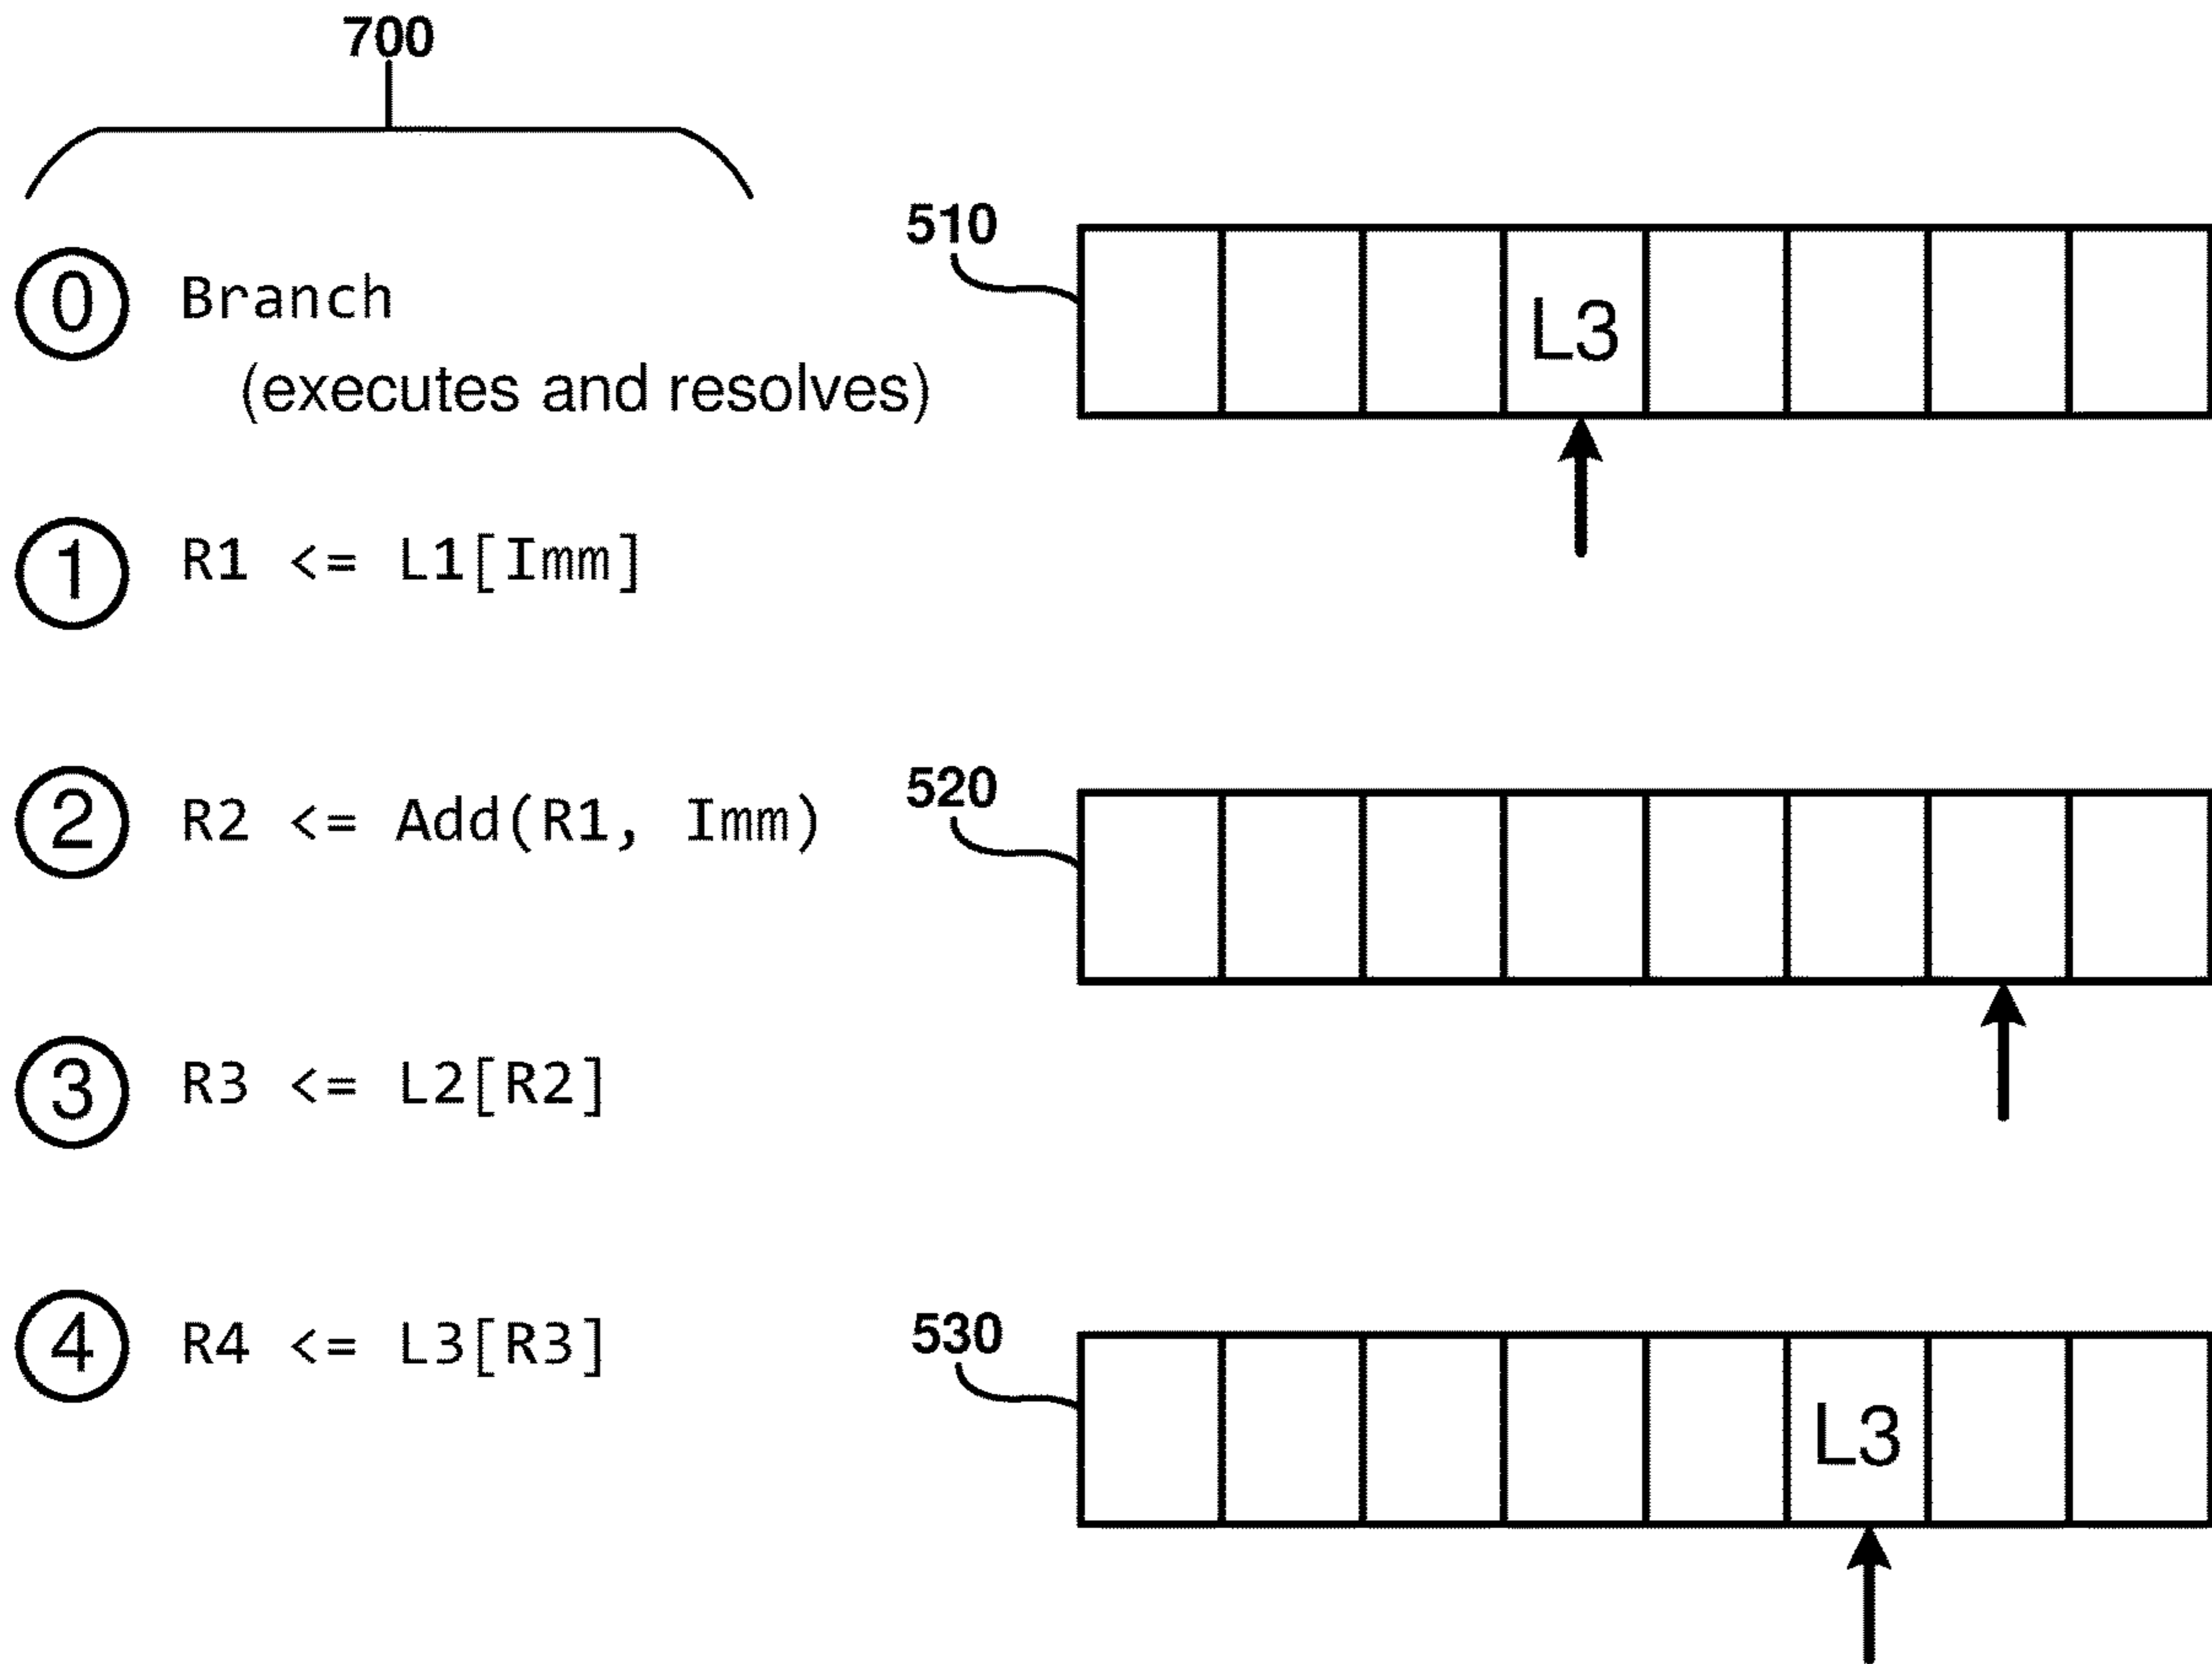 700
510
0 Branch
(executes and resolves)
L3
1 R1 <= L1[Imm]
520
2 R2 <= Add(R1, Imm)
3 R3 <= L2[R2]
530
4 R4 <= L3[R3]
L3